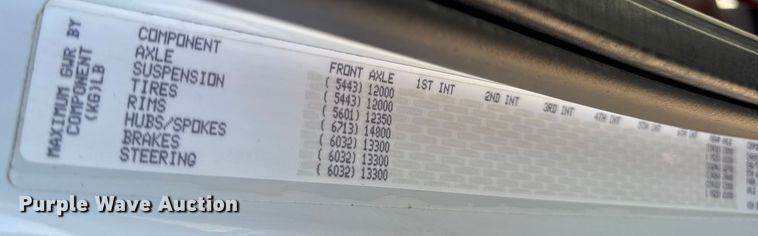 MAXIMUM GWR BY
COMPONENT
(KG)LB
COMPONENT FRONT AXLE 1ST INT 2ND INT 3RD INT 4TH INT
AXLE ( 5443) 12000
SUSPENSION ( 5443) 12000
TIRES ( 5601) 12350
RIMS ( 6713) 14800
HUBS/SPOKES ( 6032) 13300
BRAKES ( 6032) 13300
STEERING ( 6032) 13300
Purple Wave Auction